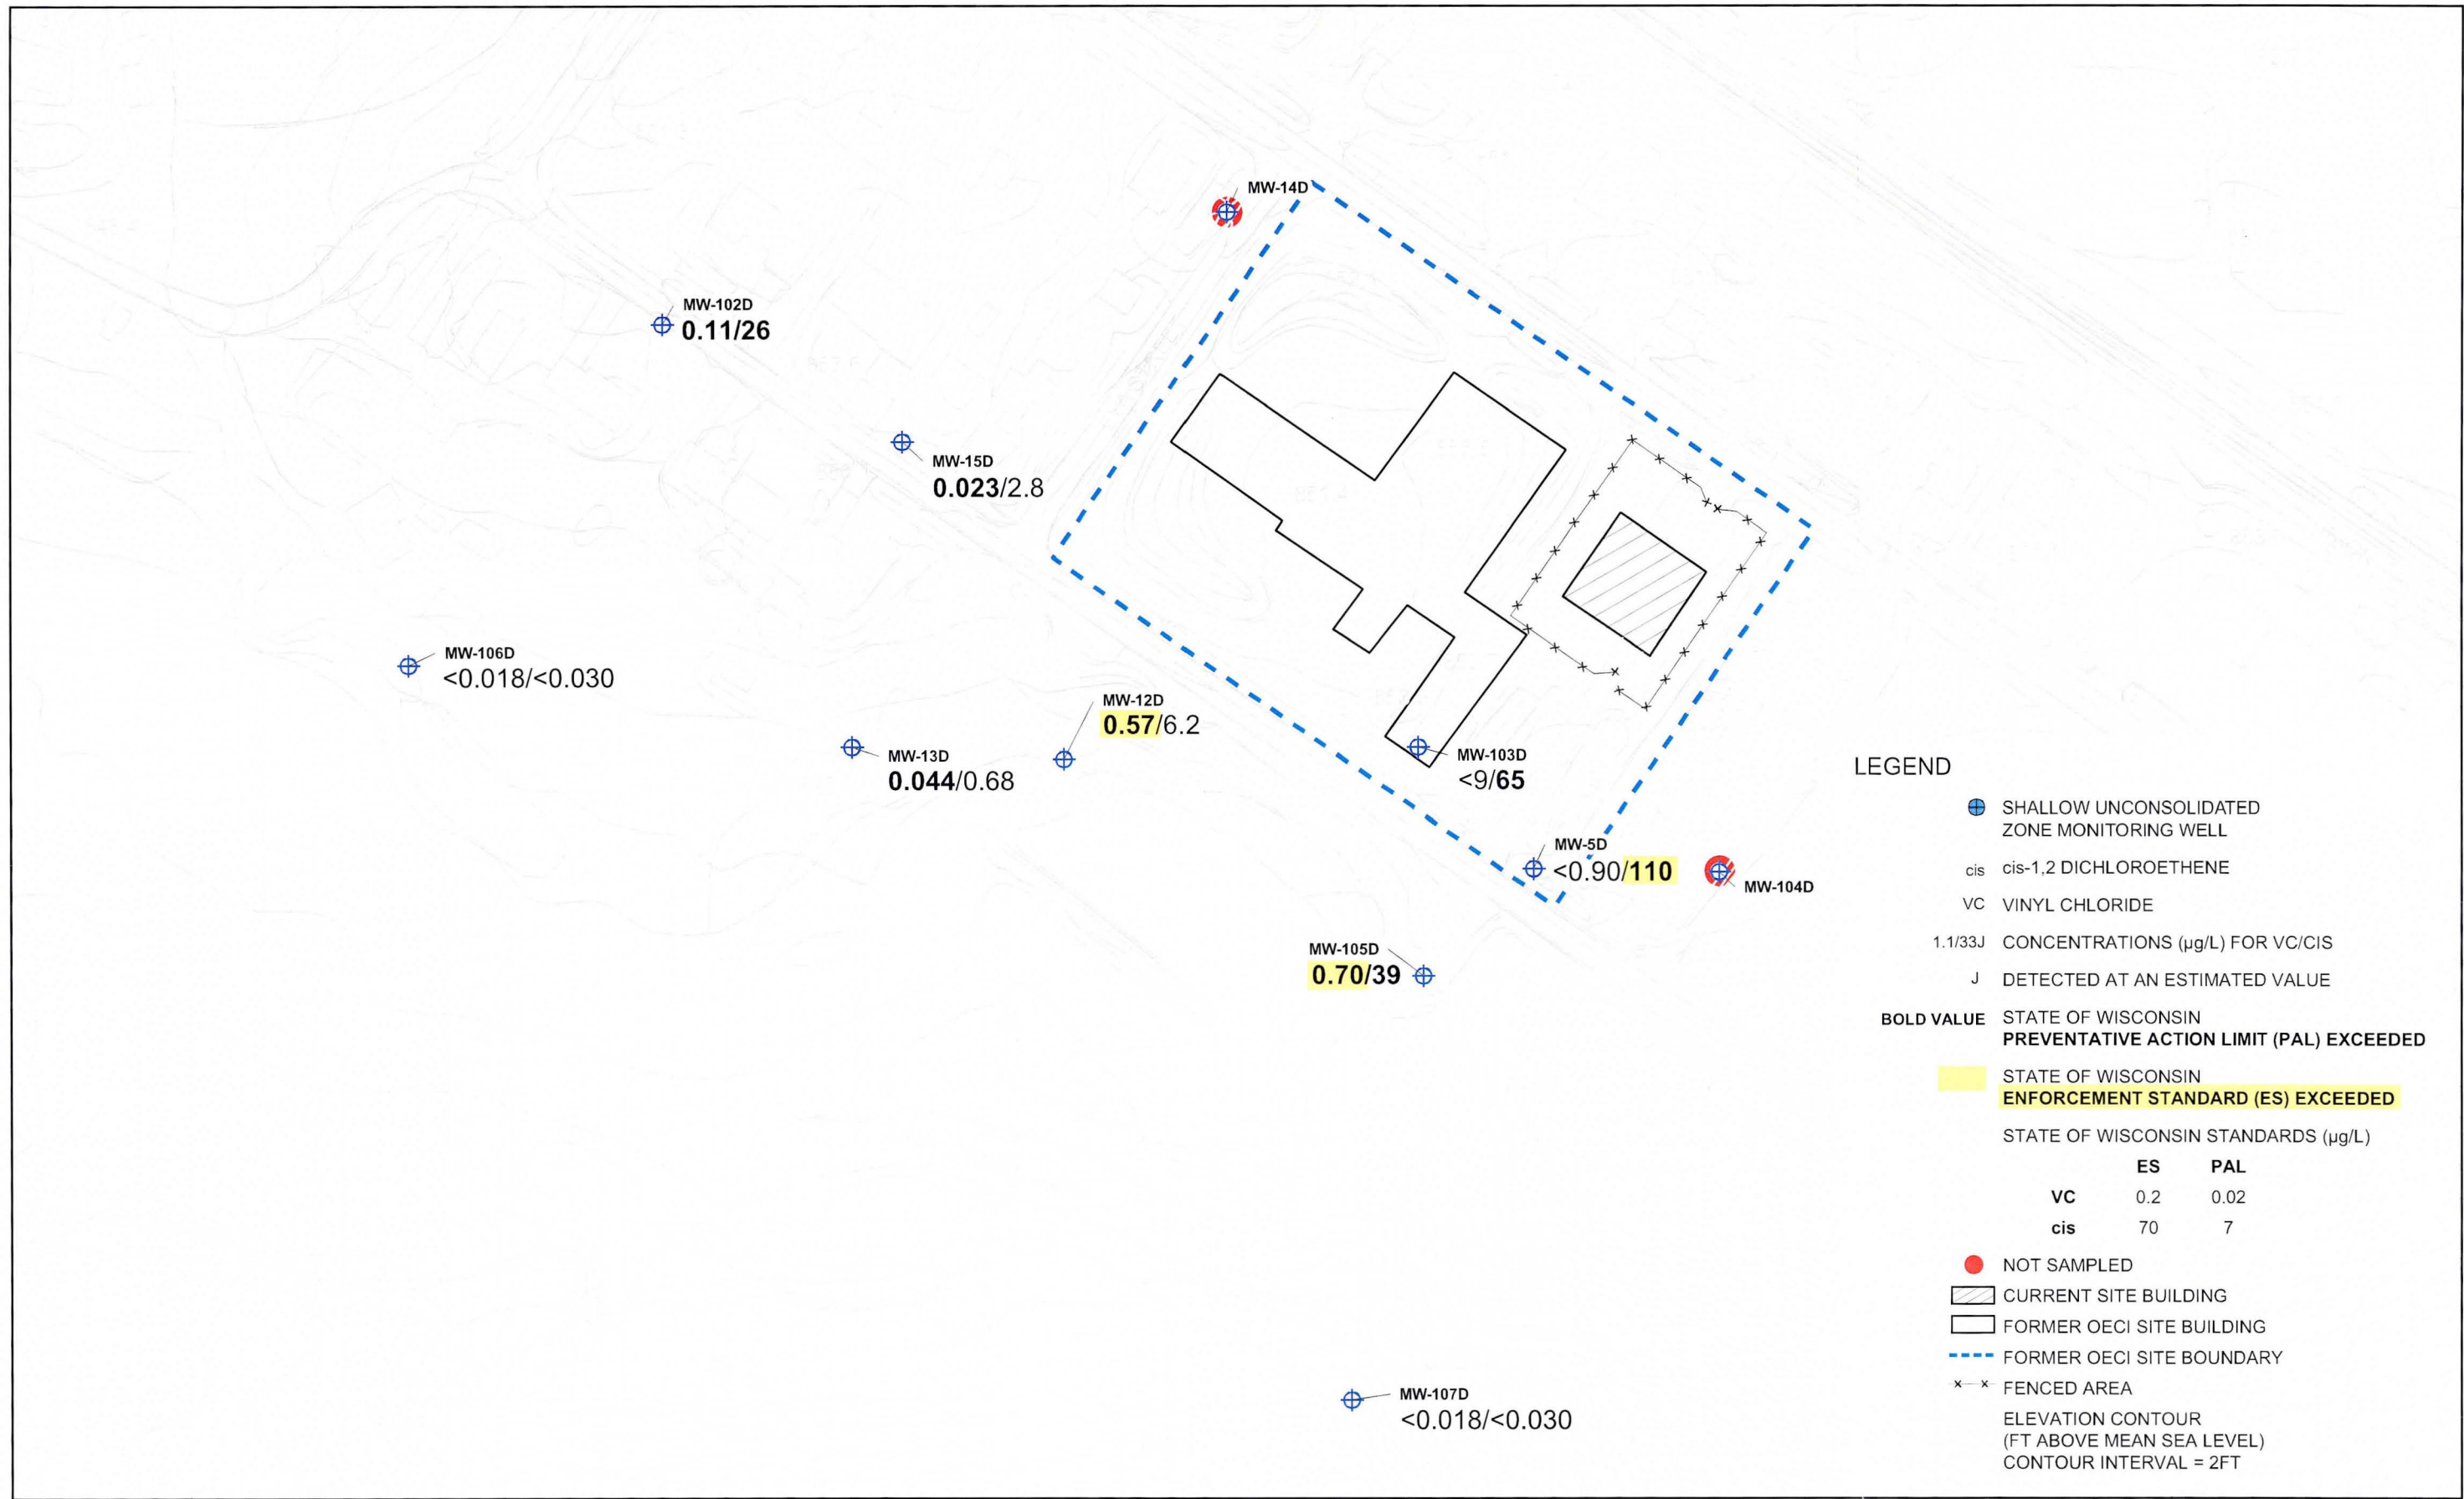 MW-14D
MW-102D
0.11/26
MW-15D
0.023/2.8
MW-106D
<0.018/<0.030
MW-12D
0.57/6.2
MW-13D
0.044/0.68
MW-103D
<9/65
MW-5D
<0.90/110
MW-104D
MW-105D
0.70/39
MW-107D
<0.018/<0.030
LEGEND
SHALLOW UNCONSOLIDATED
ZONE MONITORING WELL
cis cis-1,2 DICHLOROETHENE
VC VINYL CHLORIDE
1.1/33J CONCENTRATIONS (µg/L) FOR VC/CIS
J DETECTED AT AN ESTIMATED VALUE
BOLD VALUE STATE OF WISCONSIN
PREVENTATIVE ACTION LIMIT (PAL) EXCEEDED
STATE OF WISCONSIN
ENFORCEMENT STANDARD (ES) EXCEEDED
STATE OF WISCONSIN STANDARDS (µg/L)
ES PAL
VC 0.2 0.02
cis 70 7
NOT SAMPLED
CURRENT SITE BUILDING
FORMER OECI SITE BUILDING
FORMER OECI SITE BOUNDARY
FENCED AREA
ELEVATION CONTOUR
(FT ABOVE MEAN SEA LEVEL)
CONTOUR INTERVAL = 2FT